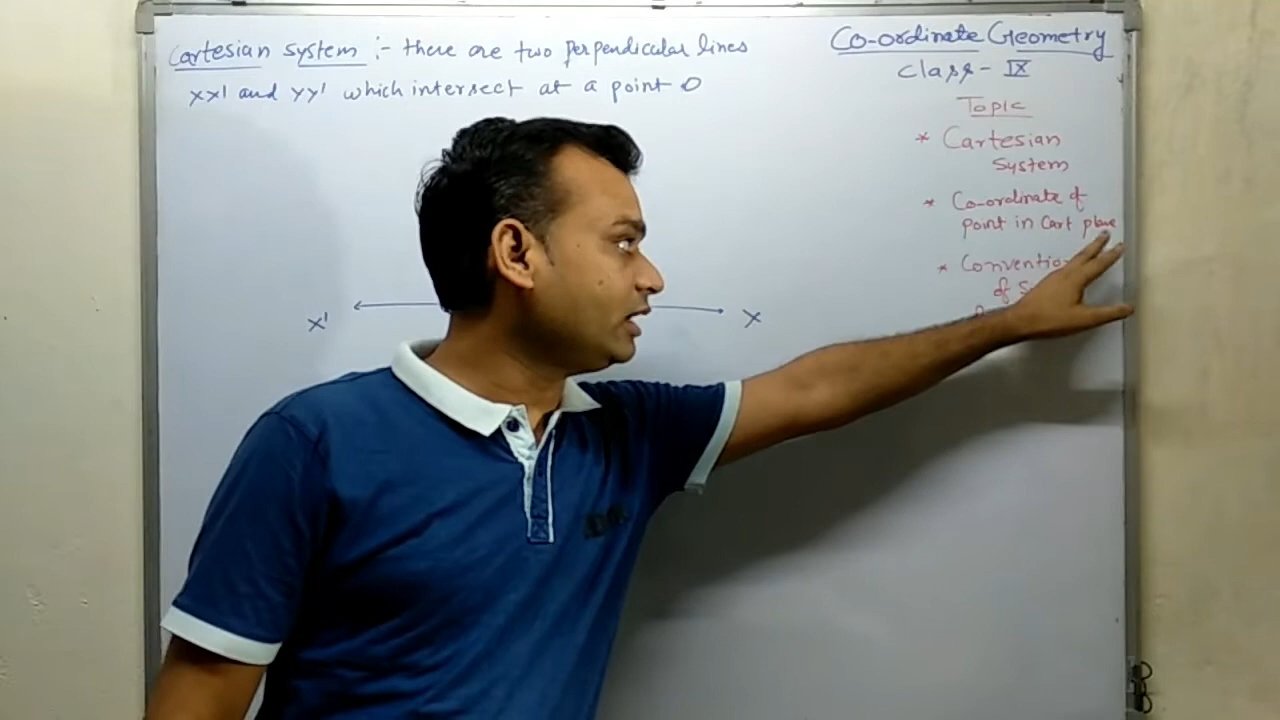 Cartesian System :- there are two perpendicular lines
XX' and YY' which intersect at a point O
Co-ordinate Geometry
Class - IX
Topic
* Cartesian
System
* Co-ordinate of
point in Cart plane
* Convention
of
X'
X